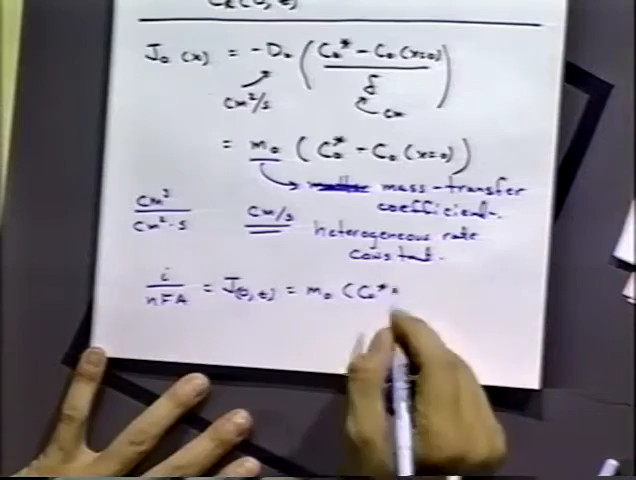 J₀ (x) = -D₀ ( C₀* - C₀ (x=0) / δ )
cm²/s cm
= m₀ ( C₀* - C₀ (x=0) )
mass-transfer
coefficient.
cm³ / cm²·s cm/s heterogeneous rate
constant.
i / nFA = J(0, t) = m₀ ( C₀*